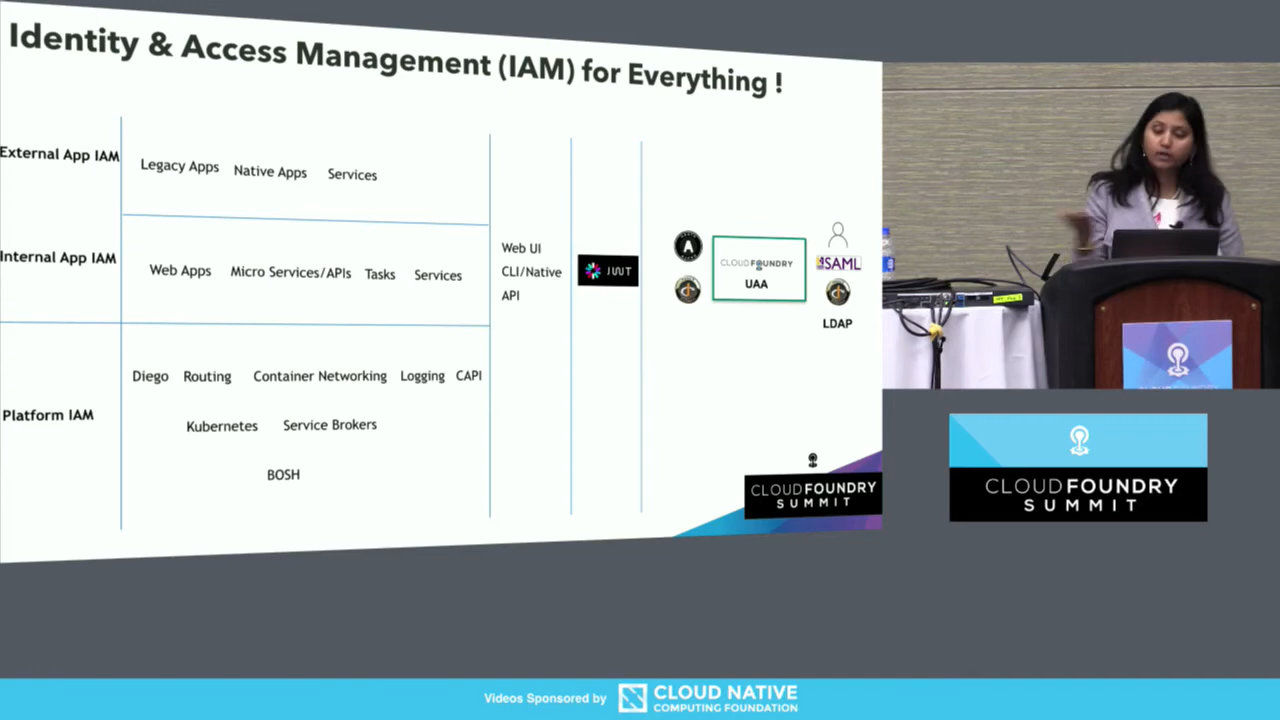 Identity & Access Management (IAM) for Everything !
External App IAM
Legacy Apps Native Apps Services
Internal App IAM
Web Apps Micro Services/APIs Tasks Services
Platform IAM
Diego Routing Container Networking Logging CAPI
Kubernetes Service Brokers
BOSH
Web UI
CLI/Native
API
JWT
A
CLOUD FOUNDRY
UAA
SAML
LDAP
CLOUD FOUNDRY
SUMMIT
CLOUD FOUNDRY
CLOUD FOUNDRY
SUMMIT
Videos Sponsored by
CLOUD NATIVE
COMPUTING FOUNDATION